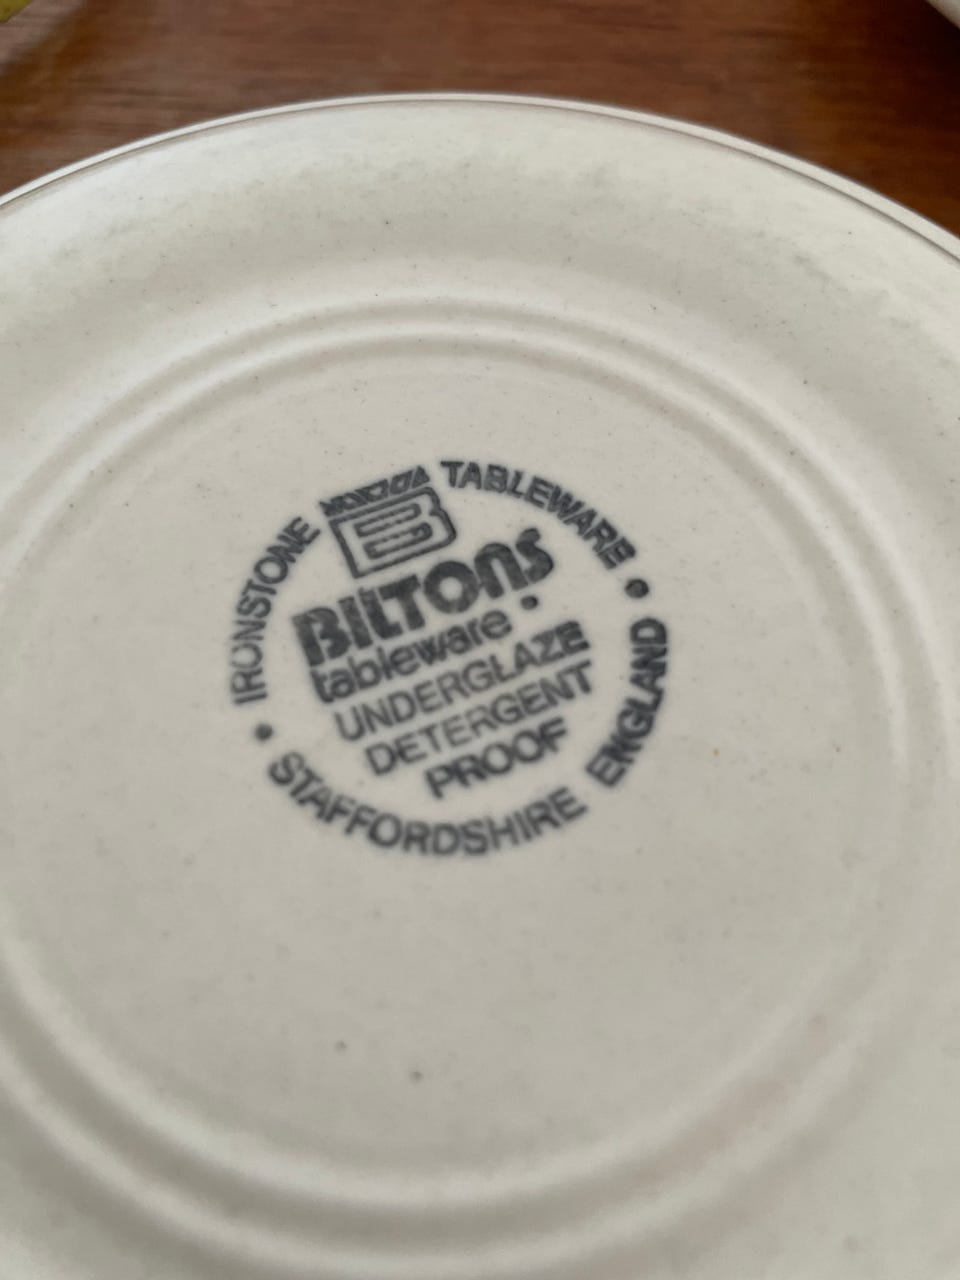 IRONSTONE TABLEWARE
B
BILTONS
tableware
UNDERGLAZE
DETERGENT
PROOF
• STAFFORDSHIRE ENGLAND •